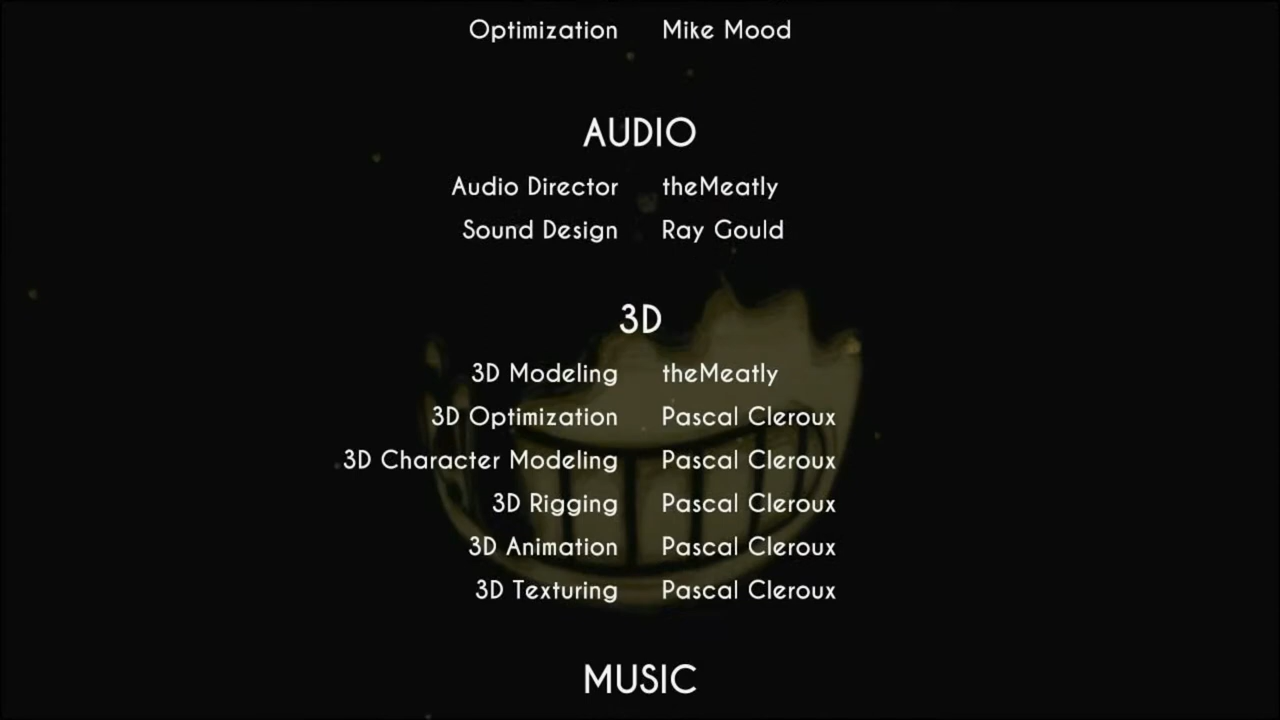 Optimization Mike Mood
AUDIO
Audio Director theMeatly
Sound Design Ray Gould
3D
3D Modeling theMeatly
3D Optimization Pascal Cleroux
3D Character Modeling Pascal Cleroux
3D Rigging Pascal Cleroux
3D Animation Pascal Cleroux
3D Texturing Pascal Cleroux
MUSIC